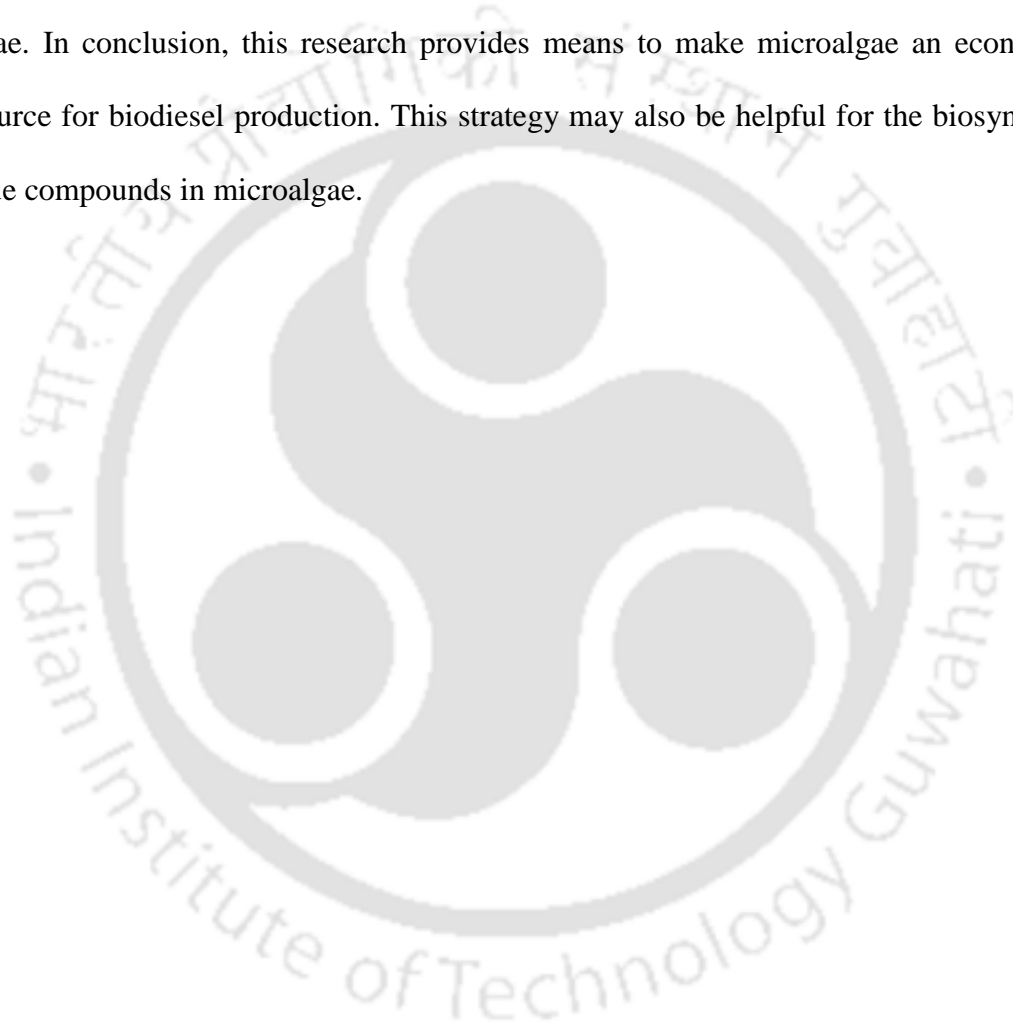 ae. In conclusion, this research provides means to make microalgae an econ
urce for biodiesel production. This strategy may also be helpful for the biosyn
e compounds in microalgae.
भारतीय प्रौद्योगिकी संस्थान गुवाहाटी
Indian Institute of Technology Guwahati